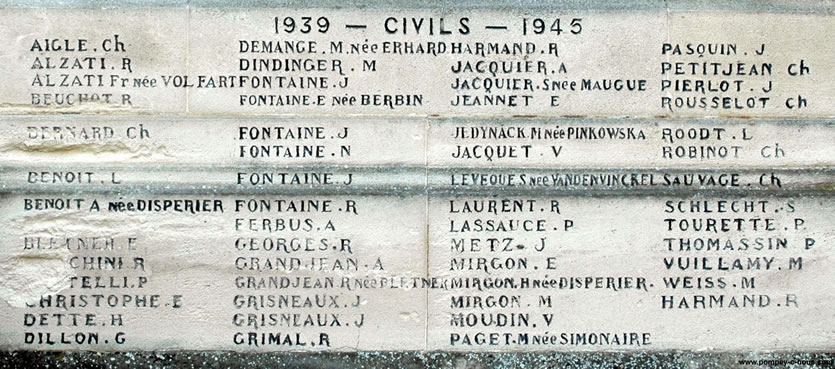 1939 - CIVILS - 1945
AIGLE. Ch
ALZATI. R
ALZATI Fr née VOLFART
BEUCHOT. R
BERNARD Ch
BENOIT. L
BENOIT A née DISPERIER
BLETNER. E
CHRISTOPHE. E
DETTE. H
DILLON. G
DEMANGE. M. née ERHARD
DINDINGER. M
FONTAINE. J
FONTAINE. E née BERBIN
FONTAINE. J
FONTAINE. N
FONTAINE. J
FONTAINE. R
FERBUS. A
GEORGES. R
GRANDJEAN. A
GRANDJEAN R née BLETNER
GRISNEAUX. J
GRISNEAUX. J
GRIMAL. R
HARMAND. R
JACQUIER. A
JACQUIER. S née MAUGUE
JEANNET E
JEDYNACK. M née PINKOWSKA
JACQUET. V
LEVEQUE S née VANDENVINCKEL
LAURENT. R
LASSAUCE. P
METZ- J
MIRGON. E
MIRGON. H née DISPERIER.
MIRGON. M
MOUDIN. V
PAGET. M née SIMONAIRE
PASQUIN. J
PETITJEAN Ch
PIERLOT. J
ROUSSELOT Ch
ROODT. L
ROBINOT Ch
SAUVAGE. Ch
SCHLECHT. S
TOURETTE. P.
THOMASSIN P
VUILLAMY. M
WEISS. M
HARMAND. R